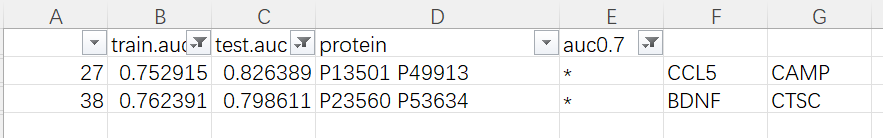 A B C D E F G
train.auc test.auc protein auc0.7
27 0.752915 0.826389 P13501 P49913 * CCL5 CAMP
38 0.762391 0.798611 P23560 P53634 * BDNF CTSC